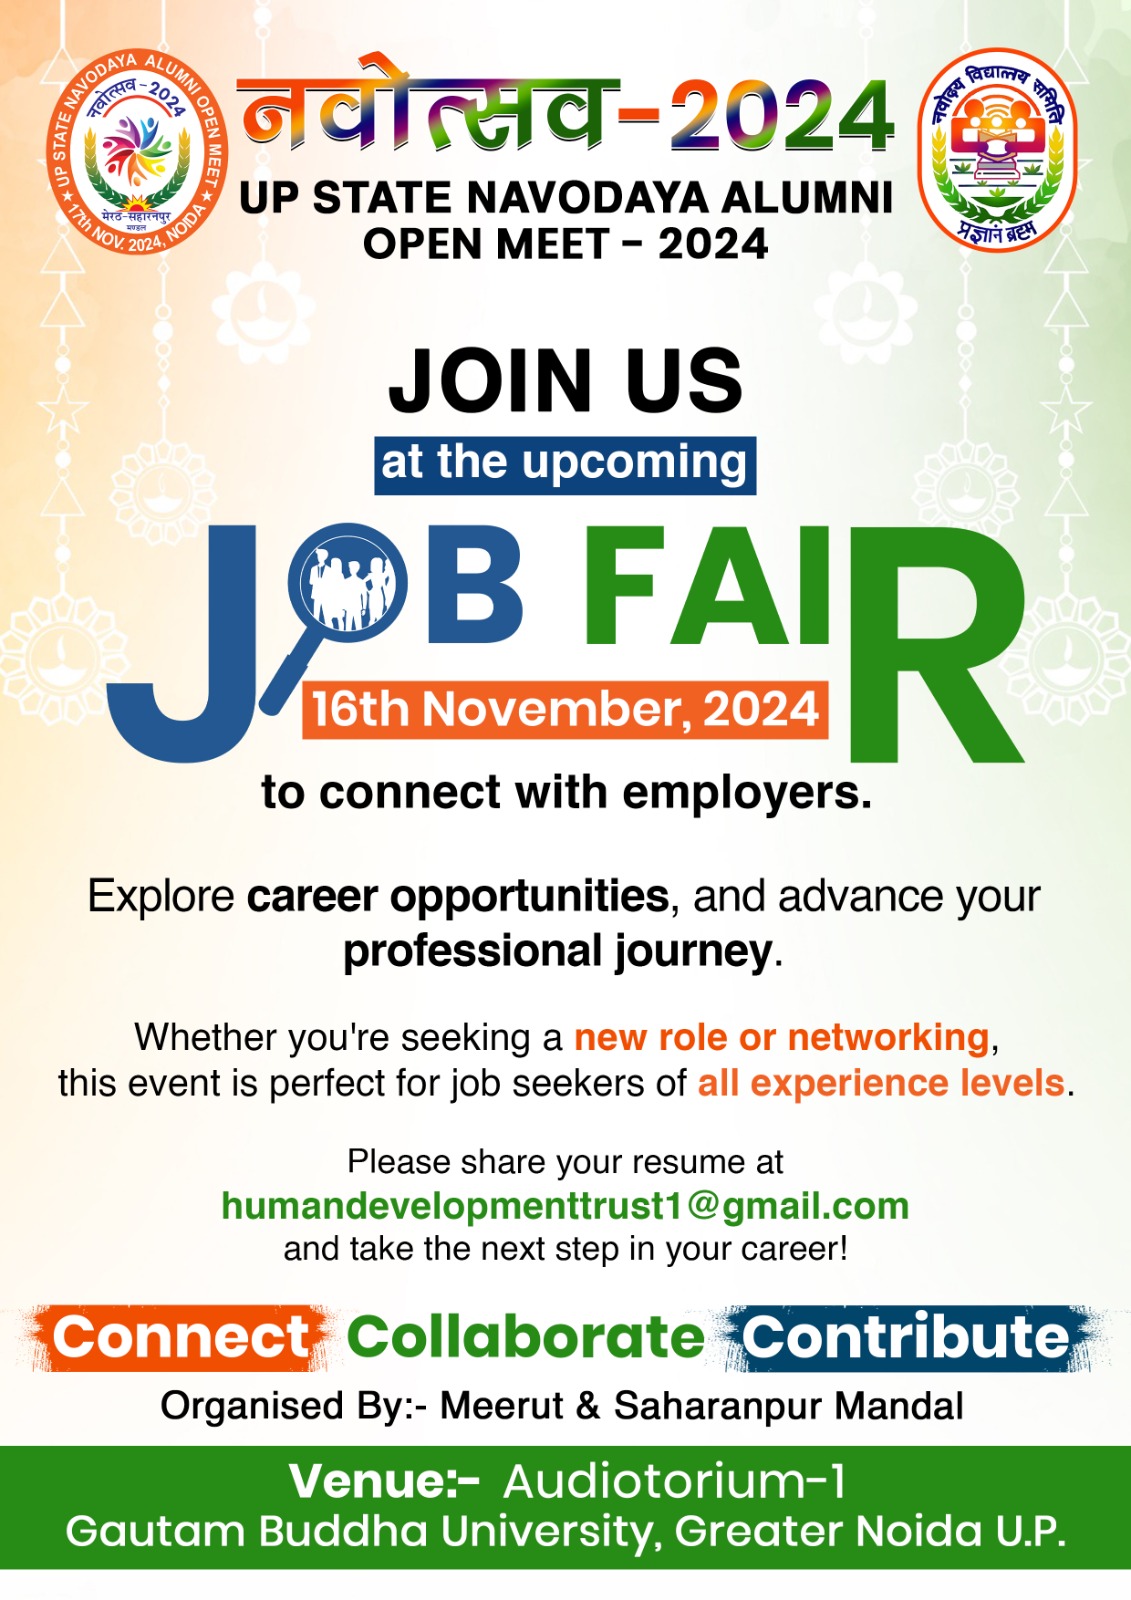 UP STATE NAVODAYA ALUMNI OPEN MEET
नवोत्सव-2024
मेरठ-सहारनपुर
मण्डल
17th NOV. 2024, NOIDA
नवोत्सव-2024
UP STATE NAVODAYA ALUMNI
OPEN MEET - 2024
नवोदय विद्यालय समिति
प्रज्ञानं ब्रह्म
JOIN US
at the upcoming
JOB FAIR
16th November, 2024
to connect with employers.
Explore career opportunities, and advance your
professional journey.
Whether you're seeking a new role or networking,
this event is perfect for job seekers of all experience levels.
Please share your resume at
humandevelopmenttrust1@gmail.com
and take the next step in your career!
Connect Collaborate Contribute
Organised By:- Meerut & Saharanpur Mandal
Venue:- Audiotorium-1
Gautam Buddha University, Greater Noida U.P.